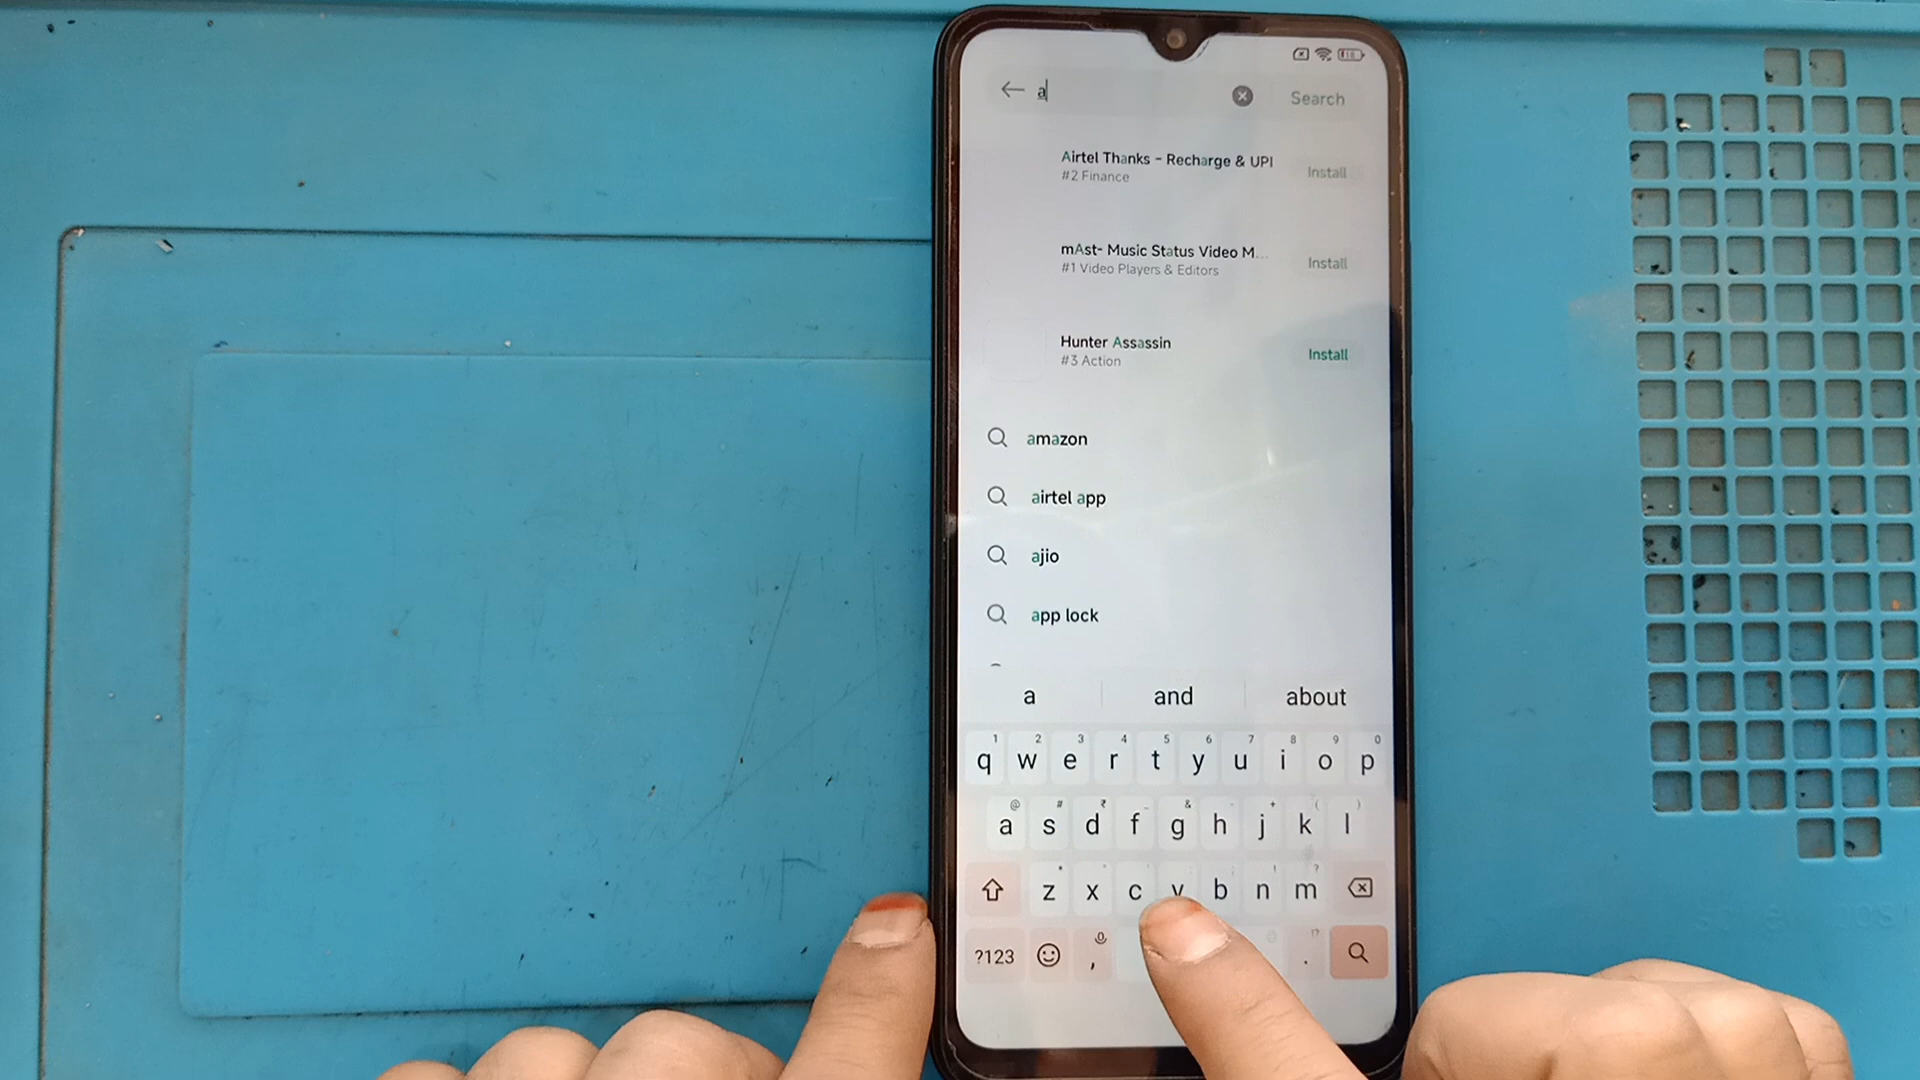 a
Search
Airtel Thanks - Recharge & UPI
#2 Finance
Install
mAst- Music Status Video M...
#1 Video Players & Editors
Install
Hunter Assassin
#3 Action
Install
amazon
airtel app
ajio
app lock
a and about
1 2 3 4 5 6 7 8 9 0
q w e r t y u i o p
@ # ₹ _ & - + ( )
a s d f g h j k l
z x c v b n m
?123 , .